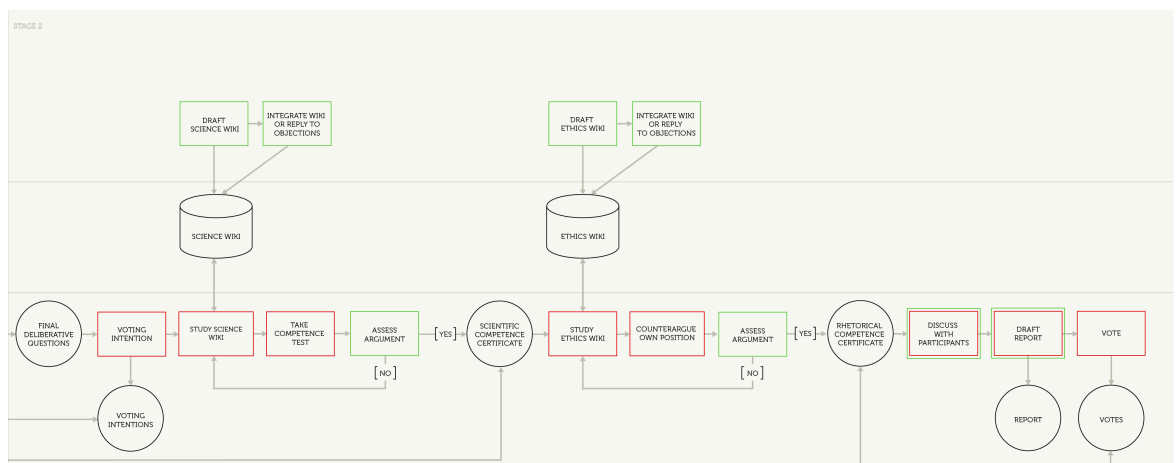 STAGE 2
DRAFT
SCIENCE WIKI
INTEGRATE WIKI
OR REPLY TO
OBJECTIONS
DRAFT
ETHICS WIKI
INTEGRATE WIKI
OR REPLY
TO OBJECTIONS
SCIENCE WIKI
ETHICS WIKI
FINAL
DELIBERATIVE
QUESTIONS
VOTING
INTENTION
STUDY SCIENCE
WIKI
TAKE
COMPETENCE
TEST
ASSESS
ARGUMENT
[YES]
SCIENTIFIC
COMPETENCE
CERTIFICATE
STUDY
ETHICS WIKI
COUNTERARGUE
OWN POSITION
ASSESS
ARGUMENT
[YES]
RHETORICAL
COMPETENCE
CERTIFICATE
DISCUSS
WITH
PARTICIPANTS
DRAFT
REPORT
VOTE
[NO]
[NO]
VOTING
INTENTIONS
REPORT
VOTES